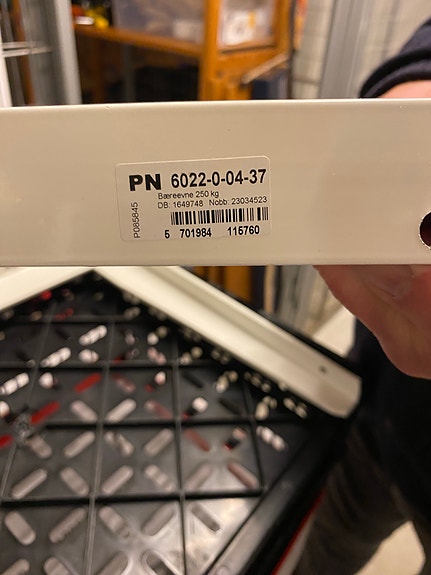 PN 6022-0-04-37
Bæreevne 250 kg
DB: 1649748 Nobb: 23034523
P085845
5 701984 115760